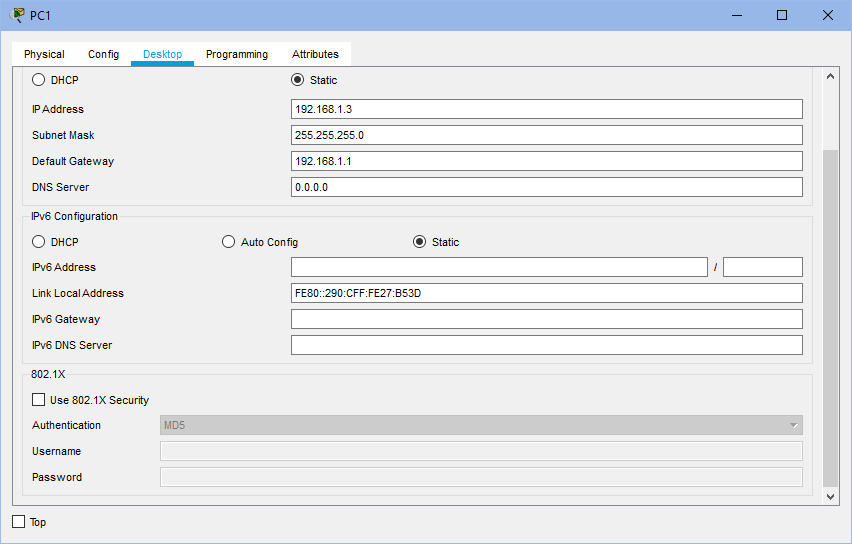 PC1
Physical Config Desktop Programming Attributes
DHCP Static
IP Address 192.168.1.3
Subnet Mask 255.255.255.0
Default Gateway 192.168.1.1
DNS Server 0.0.0.0
IPv6 Configuration
DHCP Auto Config Static
IPv6 Address /
Link Local Address FE80::290:CFF:FE27:B53D
IPv6 Gateway
IPv6 DNS Server
802.1X
Use 802.1X Security
Authentication MD5
Username
Password
Top